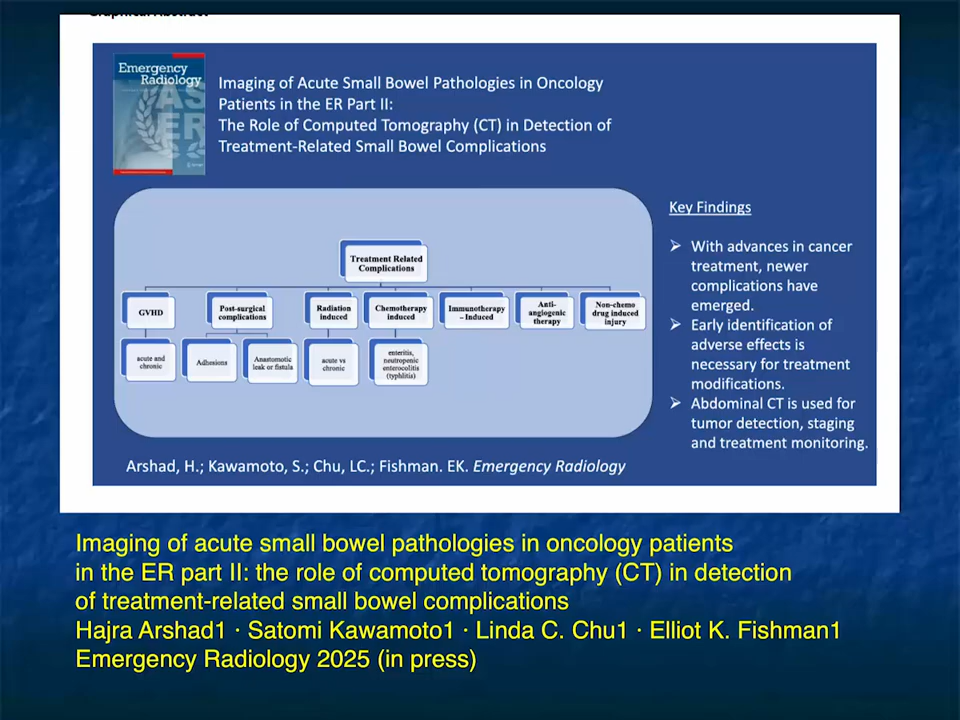 Graphical Abstract
Emergency
Radiology
AS
ER
Imaging of Acute Small Bowel Pathologies in Oncology
Patients in the ER Part II:
The Role of Computed Tomography (CT) in Detection of
Treatment-Related Small Bowel Complications
Treatment Related
Complications
GVHD
Post-surgical
complications
Radiation
induced
Chemotherapy
induced
Immunotherapy
- Induced
Anti-
angiogenic
therapy
Non-chemo
drug induced
injury
acute and
chronic
Adhesions
Anastomotic
leak or fistula
acute vs
chronic
enteritis,
neutropenic
enterocolitis
(typhlitis)
Key Findings
➢ With advances in cancer
treatment, newer
complications have
emerged.
➢ Early identification of
adverse effects is
necessary for treatment
modifications.
➢ Abdominal CT is used for
tumor detection, staging
and treatment monitoring.
Arshad, H.; Kawamoto, S.; Chu, LC.; Fishman. EK. Emergency Radiology
Imaging of acute small bowel pathologies in oncology patients
in the ER part II: the role of computed tomography (CT) in detection
of treatment-related small bowel complications
Hajra Arshad1 · Satomi Kawamoto1 · Linda C. Chu1 · Elliot K. Fishman1
Emergency Radiology 2025 (in press)